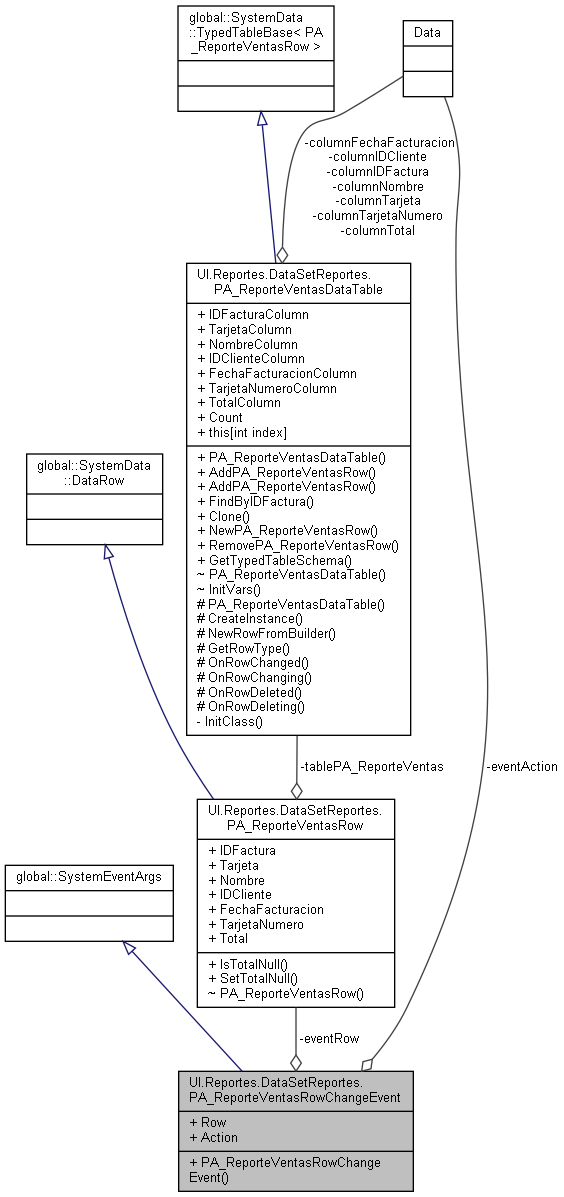 global::SystemData
::TypedTableBase< PA
_ReporteVentasRow >
Data
-columnFechaFacturacion
-columnIDCliente
-columnIDFactura
-columnNombre
-columnTarjeta
-columnTarjetaNumero
-columnTotal
UI.Reportes.DataSetReportes.
PA_ReporteVentasDataTable
+ IDFacturaColumn
+ TarjetaColumn
+ NombreColumn
+ IDClienteColumn
+ FechaFacturacionColumn
+ TarjetaNumeroColumn
+ TotalColumn
+ Count
+ this[int index]
+ PA_ReporteVentasDataTable()
+ AddPA_ReporteVentasRow()
+ AddPA_ReporteVentasRow()
+ FindByIDFactura()
+ Clone()
+ NewPA_ReporteVentasRow()
+ RemovePA_ReporteVentasRow()
+ GetTypedTableSchema()
~ PA_ReporteVentasDataTable()
~ InitVars()
# PA_ReporteVentasDataTable()
# CreateInstance()
# NewRowFromBuilder()
# GetRowType()
# OnRowChanged()
# OnRowChanging()
# OnRowDeleted()
# OnRowDeleting()
- InitClass()
global::SystemData
::DataRow
-tablePA_ReporteVentas
-eventAction
UI.Reportes.DataSetReportes.
PA_ReporteVentasRow
+ IDFactura
+ Tarjeta
+ Nombre
+ IDCliente
+ FechaFacturacion
+ TarjetaNumero
+ Total
+ IsTotalNull()
+ SetTotalNull()
~ PA_ReporteVentasRow()
global::SystemEventArgs
-eventRow
UI.Reportes.DataSetReportes.
PA_ReporteVentasRowChangeEvent
+ Row
+ Action
+ PA_ReporteVentasRowChange
Event()